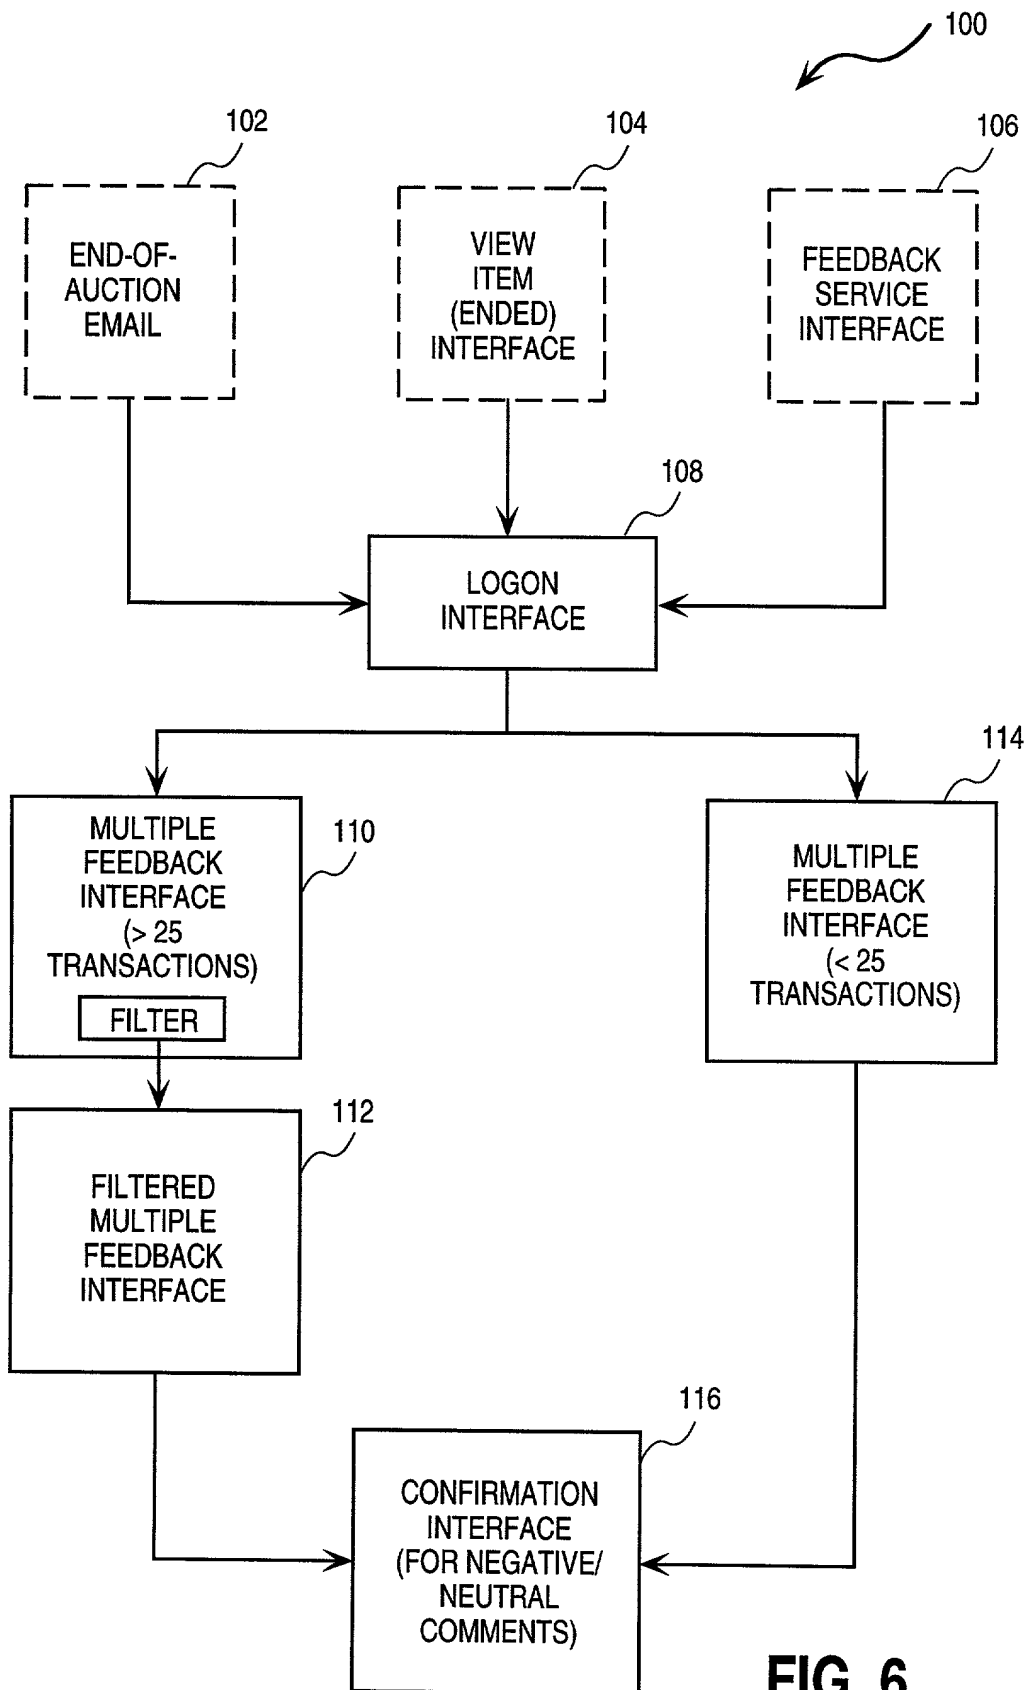 100
102
104
106
END-OF-
AUCTION
EMAIL
VIEW
ITEM
(ENDED)
INTERFACE
FEEDBACK
SERVICE
INTERFACE
108
LOGON
INTERFACE
114
110
MULTIPLE
FEEDBACK
INTERFACE
(> 25
TRANSACTIONS)
FILTER
MULTIPLE
FEEDBACK
INTERFACE
(< 25
TRANSACTIONS)
112
FILTERED
MULTIPLE
FEEDBACK
INTERFACE
116
CONFIRMATION
INTERFACE
(FOR NEGATIVE/
NEUTRAL
COMMENTS)
FIG. 6